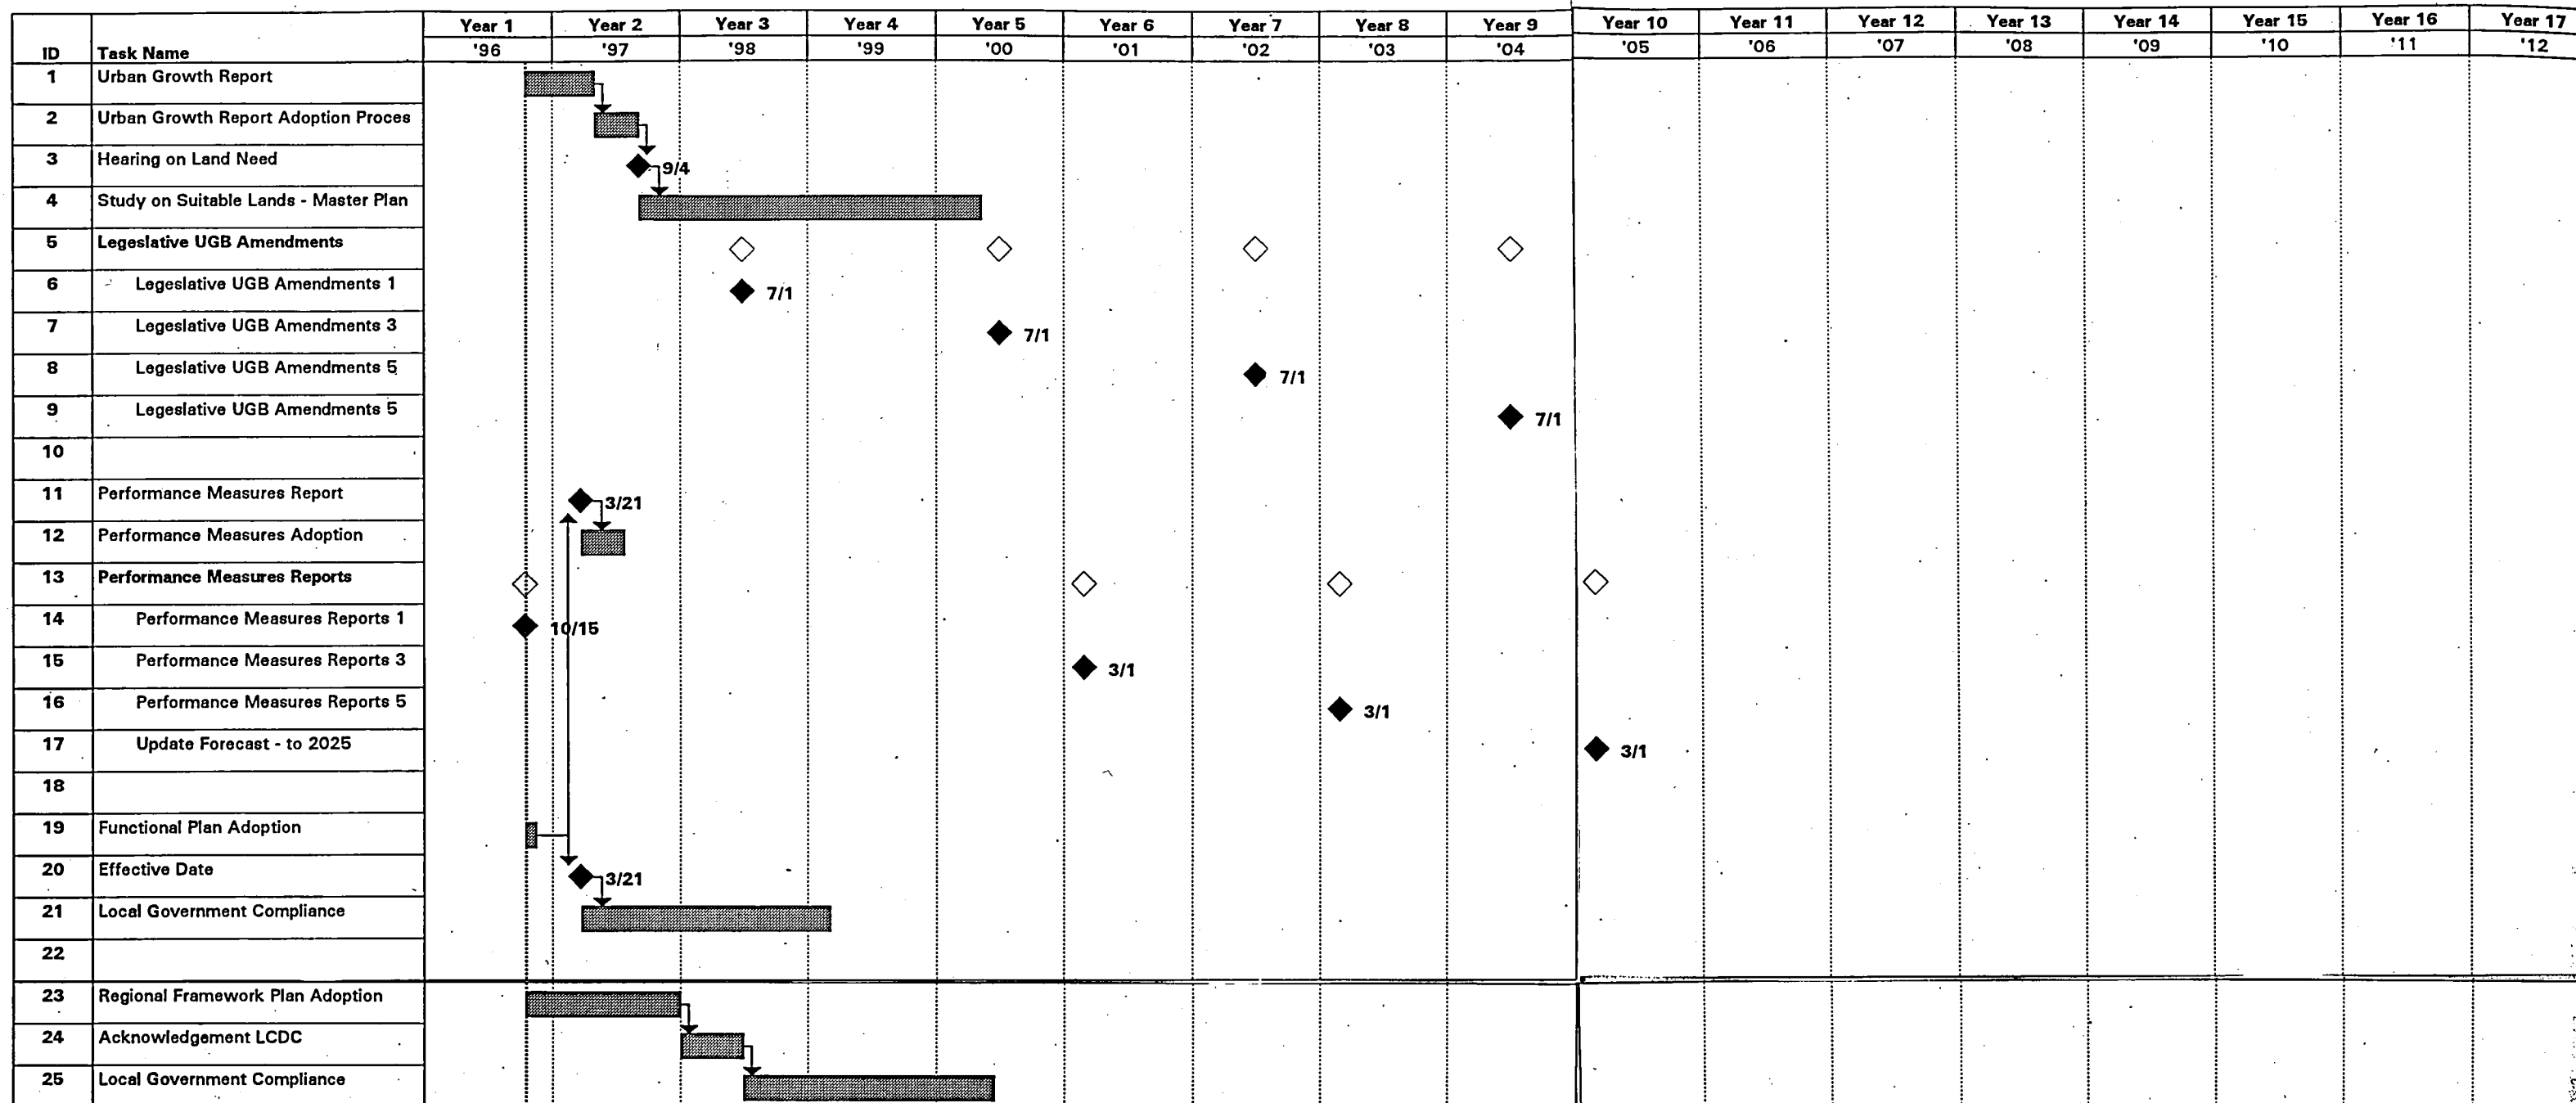 Year 1 Year 2 Year 3 Year 4 Year 5 Year 6 Year 7 Year 8 Year 9 Year 10 Year 11 Year 12 Year 13 Year 14 Year 15 Year 16 Year 17
ID Task Name '96 '97 '98 '99 '00 '01 '02 '03 '04 '05 '06 '07 '08 '09 '10 '11 '12
1 Urban Growth Report
2 Urban Growth Report Adoption Proces
3 Hearing on Land Need 9/4
4 Study on Suitable Lands - Master Plan
5 Legeslative UGB Amendments
6 Legeslative UGB Amendments 1 7/1
7 Legeslative UGB Amendments 3 7/1
8 Legeslative UGB Amendments 5 7/1
9 Legeslative UGB Amendments 5 7/1
10
11 Performance Measures Report 3/21
12 Performance Measures Adoption
13 Performance Measures Reports
14 Performance Measures Reports 1 10/15
15 Performance Measures Reports 3 3/1
16 Performance Measures Reports 5 3/1
17 Update Forecast - to 2025 3/1
18
19 Functional Plan Adoption
20 Effective Date 3/21
21 Local Government Compliance
22
23 Regional Framework Plan Adoption
24 Acknowledgement LCDC
25 Local Government Compliance